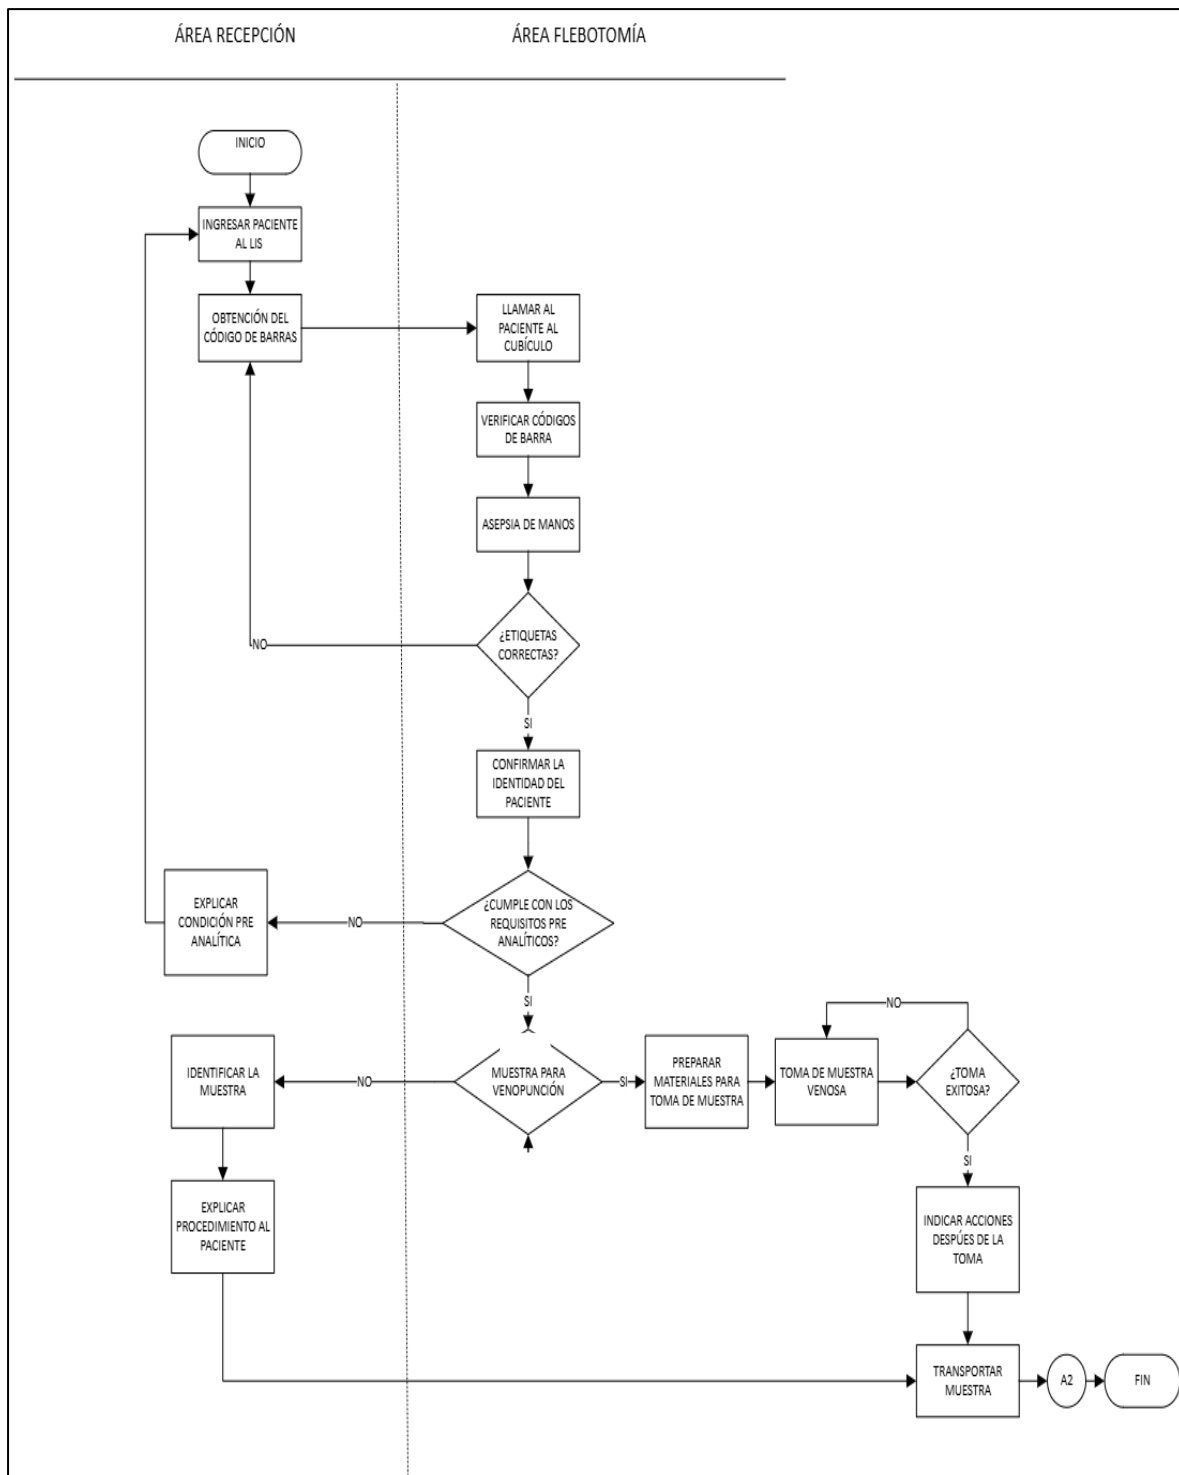 ÁREA RECEPCIÓN
ÁREA FLEBOTOMÍA
INICIO
INGRESAR PACIENTE
AL LIS
OBTENCIÓN DEL
CÓDIGO DE BARRAS
LLAMAR AL
PACIENTE AL
CUBÍCULO
VERIFICAR CÓDIGOS
DE BARRA
ASEPSIA DE MANOS
¿ETIQUETAS
CORRECTAS?
NO
SI
CONFIRMAR LA
IDENTIDAD DEL
PACIENTE
¿CUMPLE CON LOS
REQUISITOS PRE
ANALÍTICOS?
NO
EXPLICAR
CONDICIÓN PRE
ANALÍTICA
SI
MUESTRA PARA
VENOPUNCIÓN
NO
IDENTIFICAR LA
MUESTRA
EXPLICAR
PROCEDIMIENTO AL
PACIENTE
SI
PREPARAR
MATERIALES PARA
TOMA DE MUESTRA
TOMA DE MUESTRA
VENOSA
NO
¿TOMA
EXITOSA?
SI
INDICAR ACCIONES
DESPÚES DE LA
TOMA
TRANSPORTAR
MUESTRA
A2
FIN